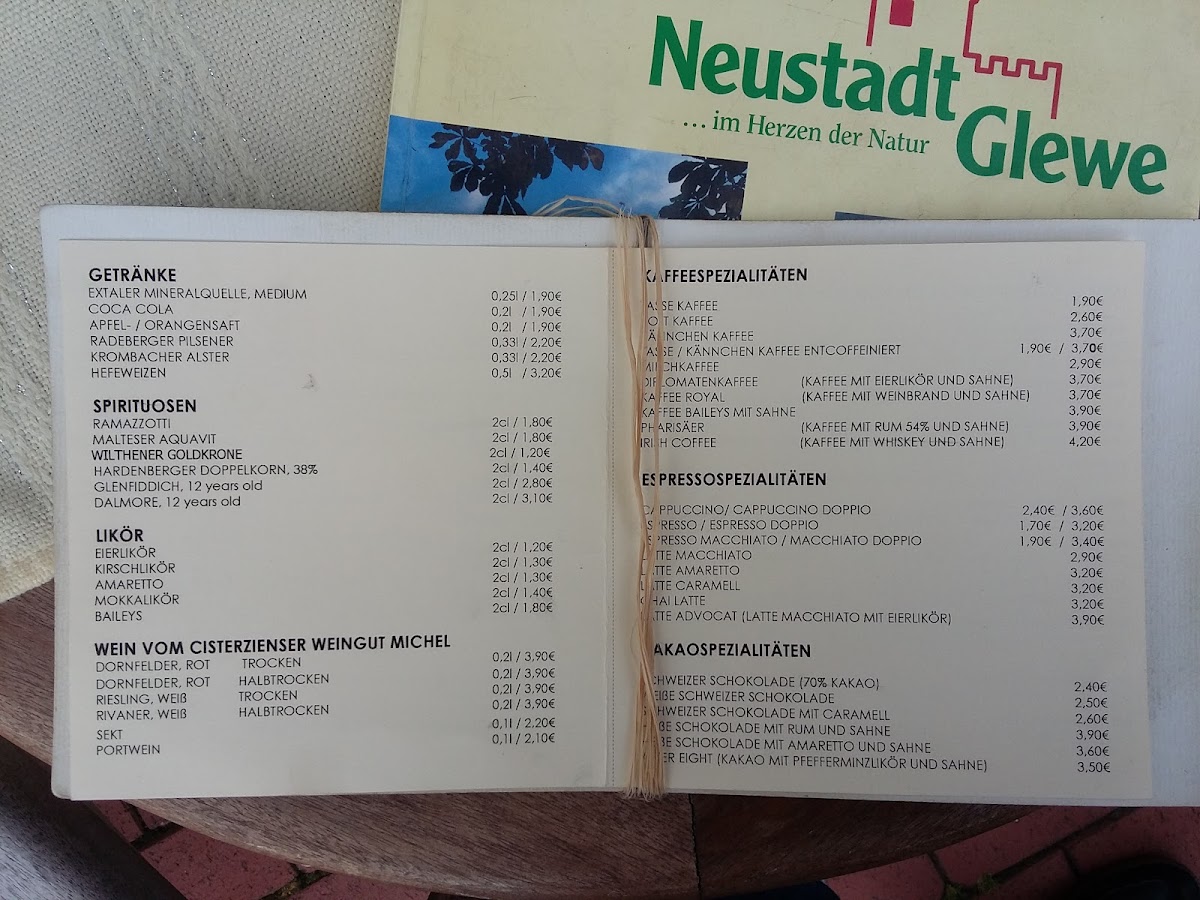 Neustadt
Glewe
... im Herzen der Natur
GETRÄNKE
EXTALER MINERALQUELLE, MEDIUM 0,25l / 1,90€
COCA COLA 0,2l / 1,90€
APFEL- / ORANGENSAFT 0,2l / 1,90€
RADEBERGER PILSENER 0,33l / 2,20€
KROMBACHER ALSTER 0,33l / 2,20€
HEFEWEIZEN 0,5l / 3,20€
SPIRITUOSEN
RAMAZZOTTI 2cl / 1,80€
MALTESER AQUAVIT 2cl / 1,80€
WILTHENER GOLDKRONE 2cl / 1,20€
HARDENBERGER DOPPELKORN, 38% 2cl / 1,40€
GLENFIDDICH, 12 years old 2cl / 2,80€
DALMORE, 12 years old 2cl / 3,10€
LIKÖR
EIERLIKÖR 2cl / 1,20€
KIRSCHLIKÖR 2cl / 1,30€
AMARETTO 2cl / 1,30€
MOKKALIKÖR 2cl / 1,40€
BAILEYS 2cl / 1,80€
WEIN VOM CISTERZIENSER WEINGUT MICHEL
DORNFELDER, ROT TROCKEN 0,2l / 3,90€
DORNFELDER, ROT HALBTROCKEN 0,2l / 3,90€
RIESLING, WEIß TROCKEN 0,2l / 3,90€
RIVANER, WEIß HALBTROCKEN 0,2l / 3,90€
SEKT 0,1l / 2,20€
PORTWEIN 0,1l / 2,10€
KAFFEESPEZIALITÄTEN
TASSE KAFFEE 1,90€
KAFFEE 2,60€
KÄNNCHEN KAFFEE 3,70€
TASSE / KÄNNCHEN KAFFEE ENTCOFFEINIERT 1,90€ / 3,70€
MILCHKAFFEE 2,90€
DIPLOMATENKAFFEE (KAFFEE MIT EIERLIKÖR UND SAHNE) 3,70€
KAFFEE ROYAL (KAFFEE MIT WEINBRAND UND SAHNE) 3,70€
KAFFEE BAILEYS MIT SAHNE 3,90€
PHARISÄER (KAFFEE MIT RUM 54% UND SAHNE) 3,90€
IRISH COFFEE (KAFFEE MIT WHISKEY UND SAHNE) 4,20€
ESPRESSOSPEZIALITÄTEN
CAPPUCCINO/ CAPPUCCINO DOPPIO 2,40€ / 3,60€
ESPRESSO / ESPRESSO DOPPIO 1,70€ / 3,20€
ESPRESSO MACCHIATO / MACCHIATO DOPPIO 1,90€ / 3,40€
LATTE MACCHIATO 2,90€
LATTE AMARETTO 3,20€
LATTE CARAMELL 3,20€
CHAI LATTE 3,20€
LATTE ADVOCAT (LATTE MACCHIATO MIT EIERLIKÖR) 3,90€
KAKAOSPEZIALITÄTEN
SCHWEIZER SCHOKOLADE (70% KAKAO) 2,40€
SCHWEIZER SCHOKOLADE 2,50€
SCHWEIZER SCHOKOLADE MIT CARAMELL 2,60€
SCHOKOLADE MIT RUM UND SAHNE 3,90€
SCHOKOLADE MIT AMARETTO UND SAHNE 3,60€
EIGHT (KAKAO MIT PFEFFERMINZLIKÖR UND SAHNE) 3,50€